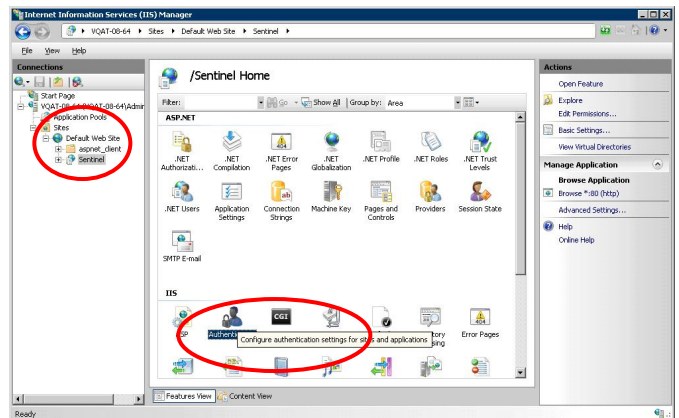 Internet Information Services (IIS) Manager
VQAT-08-64 Sites Default Web Site Sentinel
File View Help
Connections
Start Page
Application Pools
Sites
Default Web Site
aspnet_client
Sentinel
/Sentinel Home
Filter: Go Show All Group by: Area
ASP.NET
.NET Authorizati... .NET Compilation .NET Error Pages .NET Globalization .NET Profile .NET Roles .NET Trust Levels
.NET Users Application Settings Connection Strings Machine Key Pages and Controls Providers Session State
SMTP E-mail
IIS
CGI
404
Error Pages
Configure authentication settings for sites and applications
Features View Content View
Ready
Actions
Open Feature
Explore
Edit Permissions...
Basic Settings...
View Virtual Directories
Manage Application
Browse Application
Browse *:80 (http)
Advanced Settings...
Help
Online Help